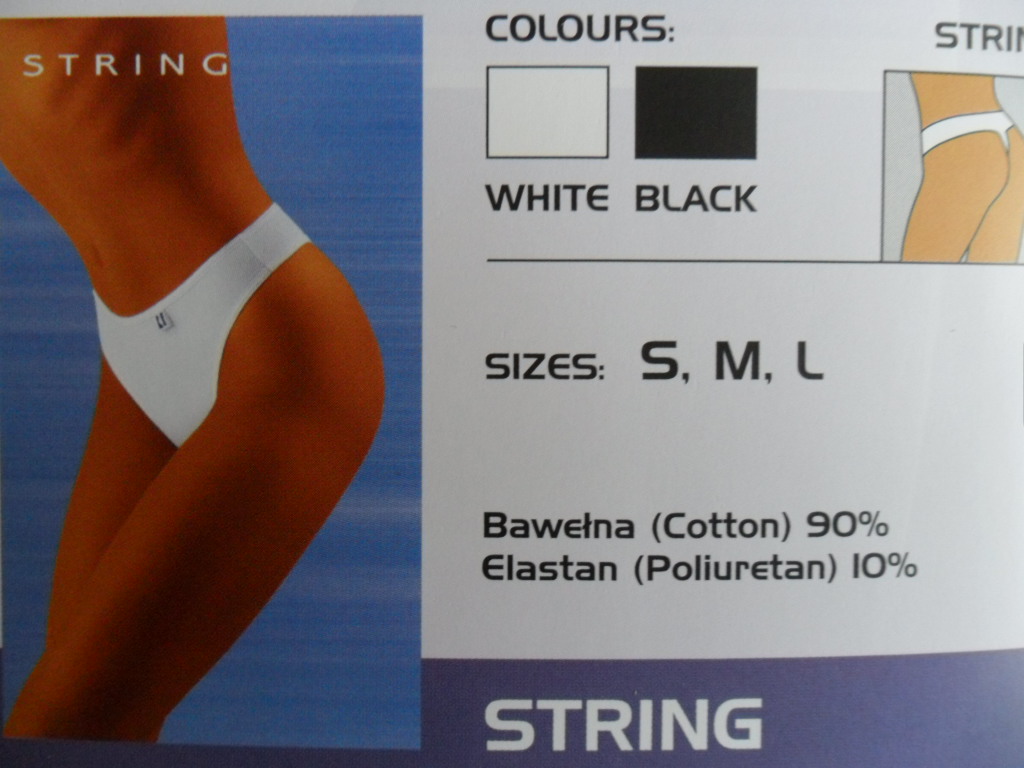 STRING
COLOURS:
WHITE BLACK
STRIN
SIZES: S, M, L
Bawełna (Cotton) 90%
Elastan (Poliuretan) 10%
STRING